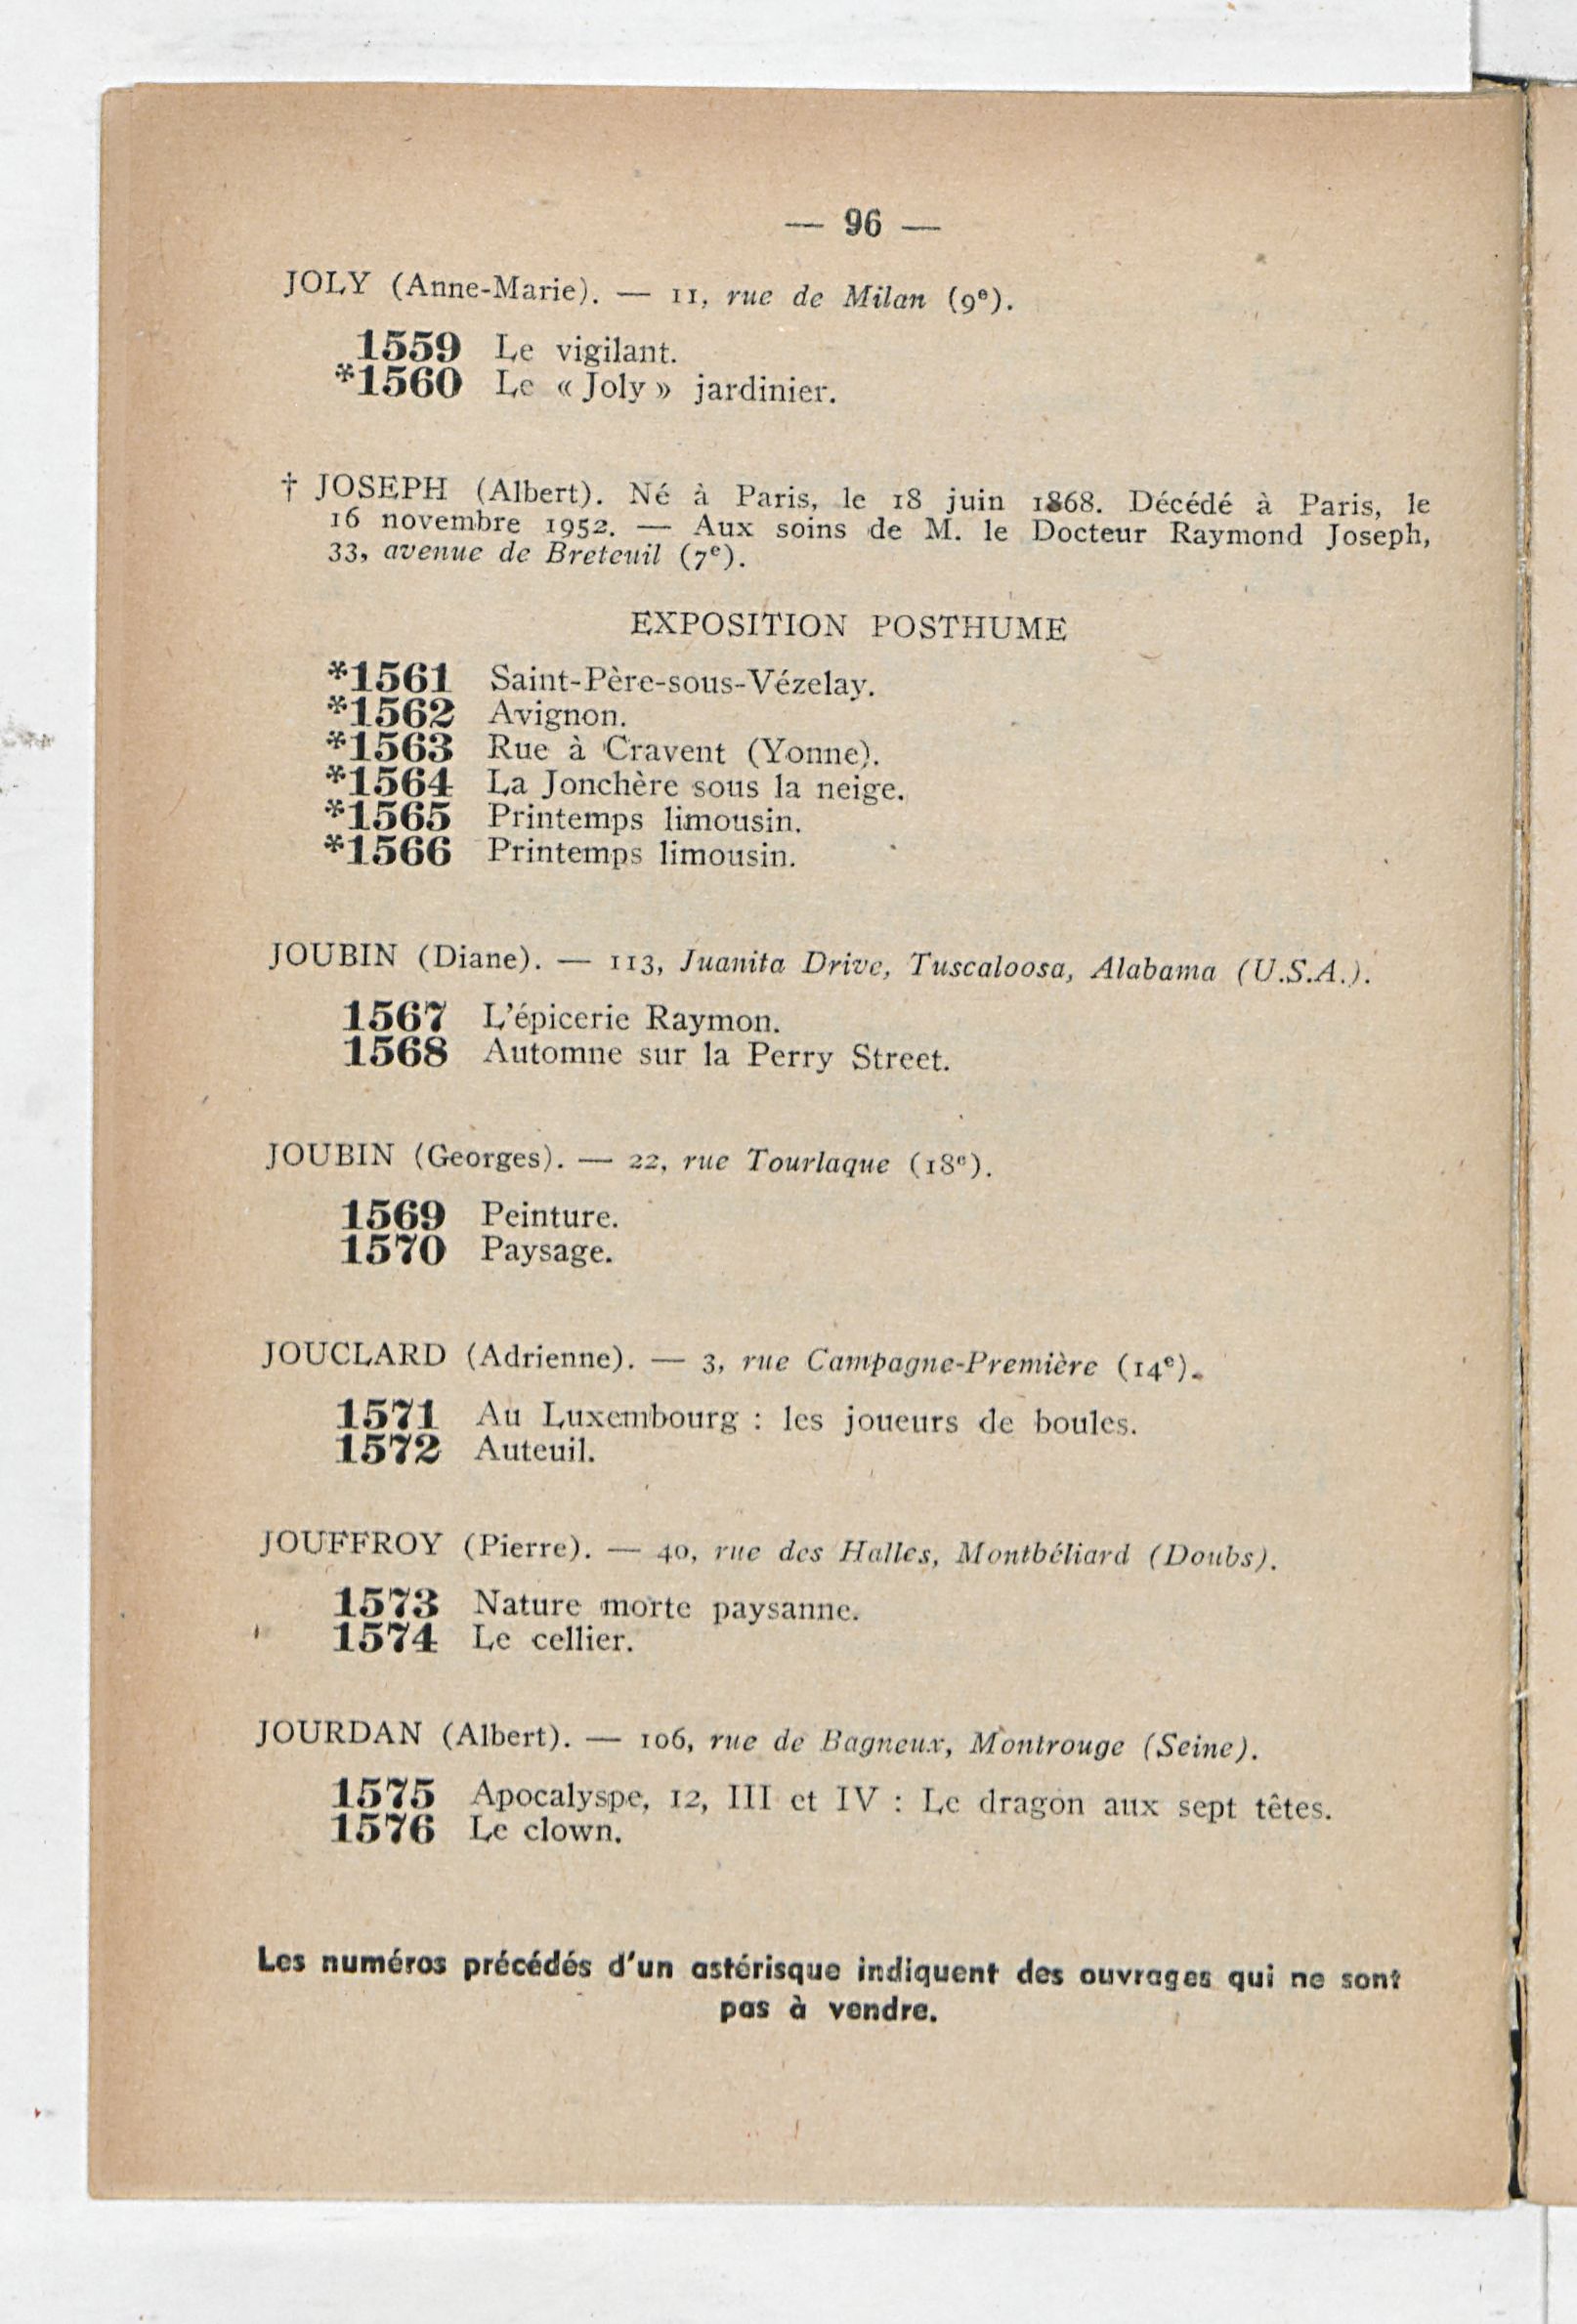 — 96 —
JOLY (Anne-Marie). — 11, rue de Milan (9e).
1559 Le vigilant.
*1560 Le « Joly » jardinier.
† JOSEPH (Albert). Né à Paris, le 18 juin 1868. Décédé à Paris, le
16 novembre 1952. — Aux soins de M. le Docteur Raymond Joseph,
33, avenue de Breteuil (7e).
EXPOSITION POSTHUME
*1561 Saint-Père-sous-Vézelay.
*1562 Avignon.
*1563 Rue à Cravent (Yonne).
*1564 La Jonchère sous la neige.
*1565 Printemps limousin.
*1566 Printemps limousin.
JOUBIN (Diane). — 113, Juanita Drive, Tuscaloosa, Alabama (U.S.A.).
1567 L'épicerie Raymon.
1568 Automne sur la Perry Street.
JOUBIN (Georges). — 22, rue Tourlaque (18e).
1569 Peinture.
1570 Paysage.
JOUCLARD (Adrienne). — 3, rue Campagne-Première (14e).
1571 Au Luxembourg : les joueurs de boules.
1572 Auteuil.
JOUFFROY (Pierre). — 40, rue des Halles, Montbéliard (Doubs).
1573 Nature morte paysanne.
1574 Le cellier.
JOURDAN (Albert). — 106, rue de Bagneux, Montrouge (Seine).
1575 Apocalyspe, 12, III et IV : Le dragon aux sept têtes.
1576 Le clown.
Les numéros précédés d'un astérisque indiquent des ouvrages qui ne sont
pas à vendre.